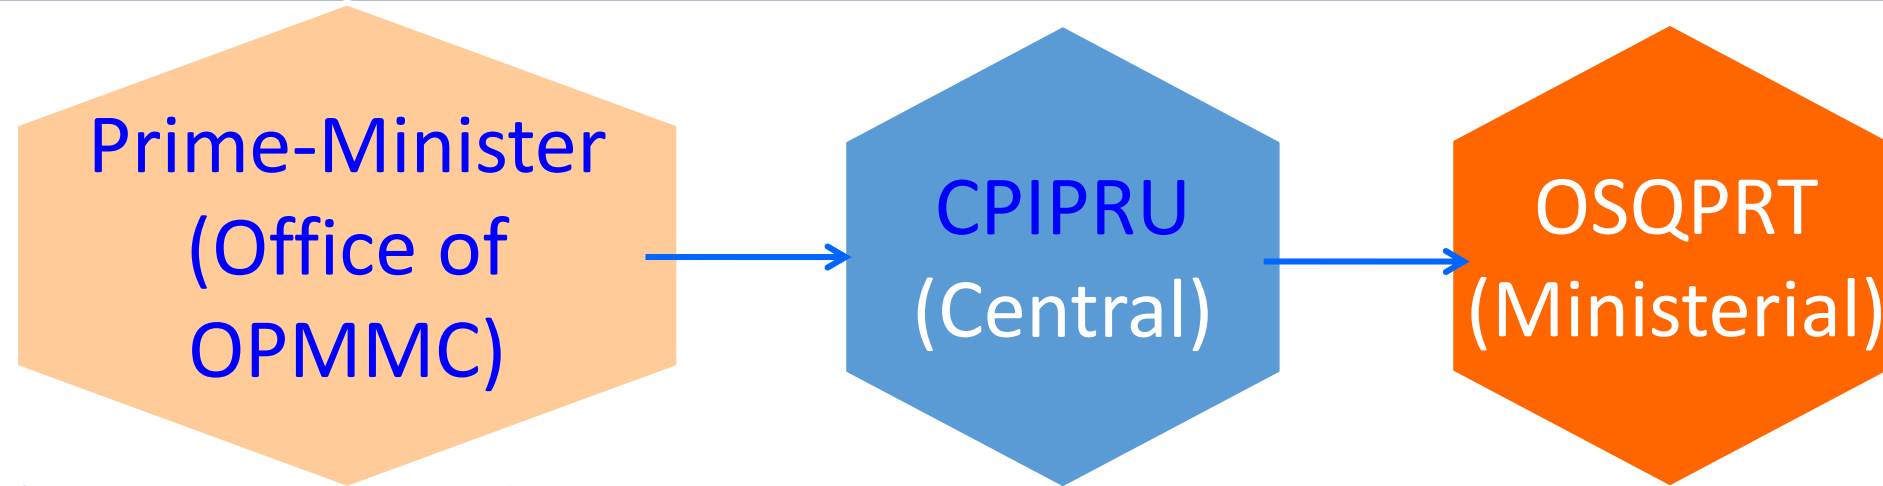 Prime-Minister
(Office of
OPMMC)
CPIPRU
(Central)
OSQPRT
(Ministerial)